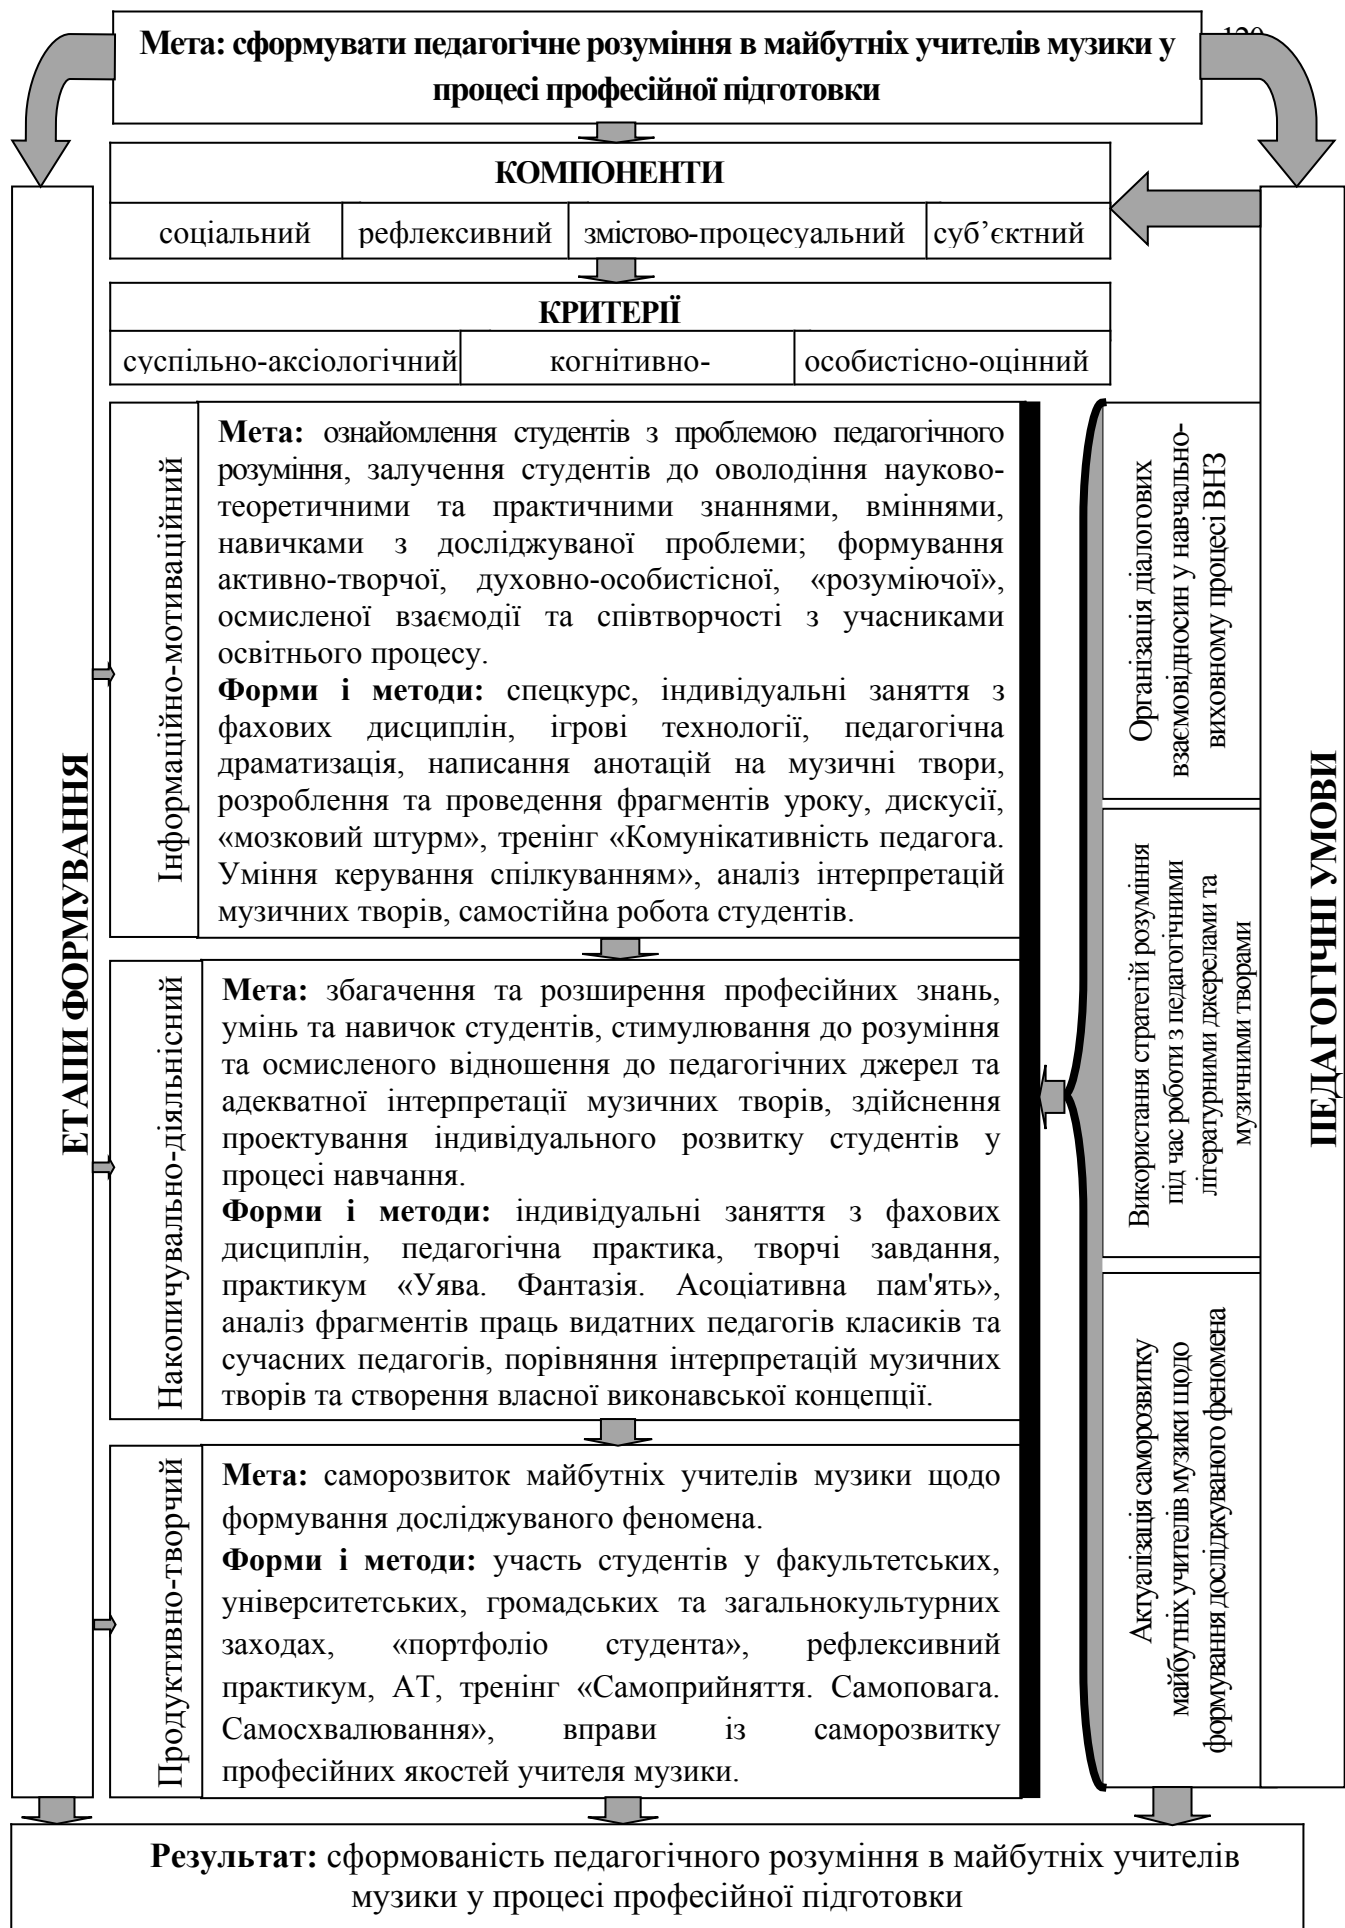 Мета: сформувати педагогічне розуміння в майбутніх учителів музики у
процесі професійної підготовки
КОМПОНЕНТИ
соціальний
рефлексивний
змістово-процесуальний
суб’єктний
КРИТЕРІЇ
суспільно-аксіологічний
когнітивно-
особистісно-оцінний
ЕТАПИ ФОРМУВАННЯ
Інформаційно-мотиваційний
Мета: ознайомлення студентів з проблемою педагогічного
розуміння, залучення студентів до оволодіння науково-
теоретичними та практичними знаннями, вміннями,
навичками з досліджуваної проблеми; формування
активно-творчої, духовно-особистісної, «розуміючої»,
осмисленої взаємодії та співтворчості з учасниками
освітнього процесу.
Форми і методи: спецкурс, індивідуальні заняття з
фахових дисциплін, ігрові технології, педагогічна
драматизація, написання анотацій на музичні твори,
розроблення та проведення фрагментів уроку, дискусії,
«мозковий штурм», тренінг «Комунікативність педагога.
Уміння керування спілкуванням», аналіз інтерпретацій
музичних творів, самостійна робота студентів.
Накопичувально-діяльнісний
Мета: збагачення та розширення професійних знань,
умінь та навичок студентів, стимулювання до розуміння
та осмисленого відношення до педагогічних джерел та
адекватної інтерпретації музичних творів, здійснення
проектування індивідуального розвитку студентів у
процесі навчання.
Форми і методи: індивідуальні заняття з фахових
дисциплін, педагогічна практика, творчі завдання,
практикум «Уява. Фантазія. Асоціативна пам'ять»,
аналіз фрагментів праць видатних педагогів класиків та
сучасних педагогів, порівняння інтерпретацій музичних
творів та створення власної виконавської концепції.
Продуктивно-творчий
Мета: саморозвиток майбутніх учителів музики щодо
формування досліджуваного феномена.
Форми і методи: участь студентів у факультетських,
університетських, громадських та загальнокультурних
заходах, «портфоліо студента», рефлексивний
практикум, АТ, тренінг «Самоприйняття. Самоповага.
Самосхвалювання», вправи із саморозвитку
професійних якостей учителя музики.
Організація діалогових
взаємовідносин у навчально-
виховному процесі ВНЗ
Використання стратегій розуміння
під час роботи з педагогічними
літературними джерелами та
музичними творами
Актуалізація саморозвитку
майбутніх учителів музики щодо
формування досліджуваного феномена
ПЕДАГОГІЧНІ УМОВИ
Результат: сформованість педагогічного розуміння в майбутніх учителів
музики у процесі професійної підготовки